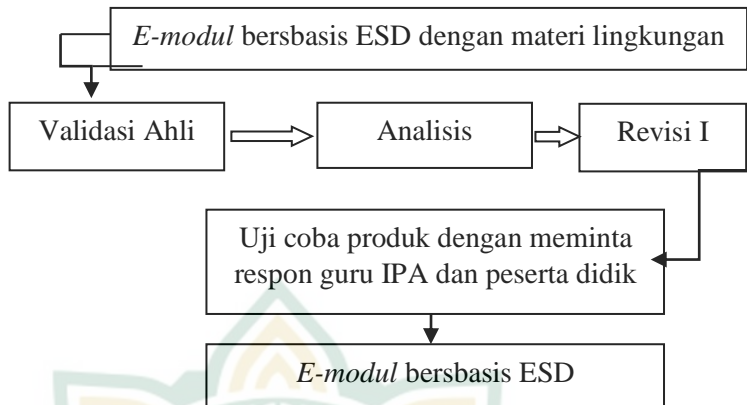 E-modul bersbasis ESD dengan materi lingkungan
Validasi Ahli
Analisis
Revisi I
Uji coba produk dengan meminta
respon guru IPA dan peserta didik
E-modul bersbasis ESD